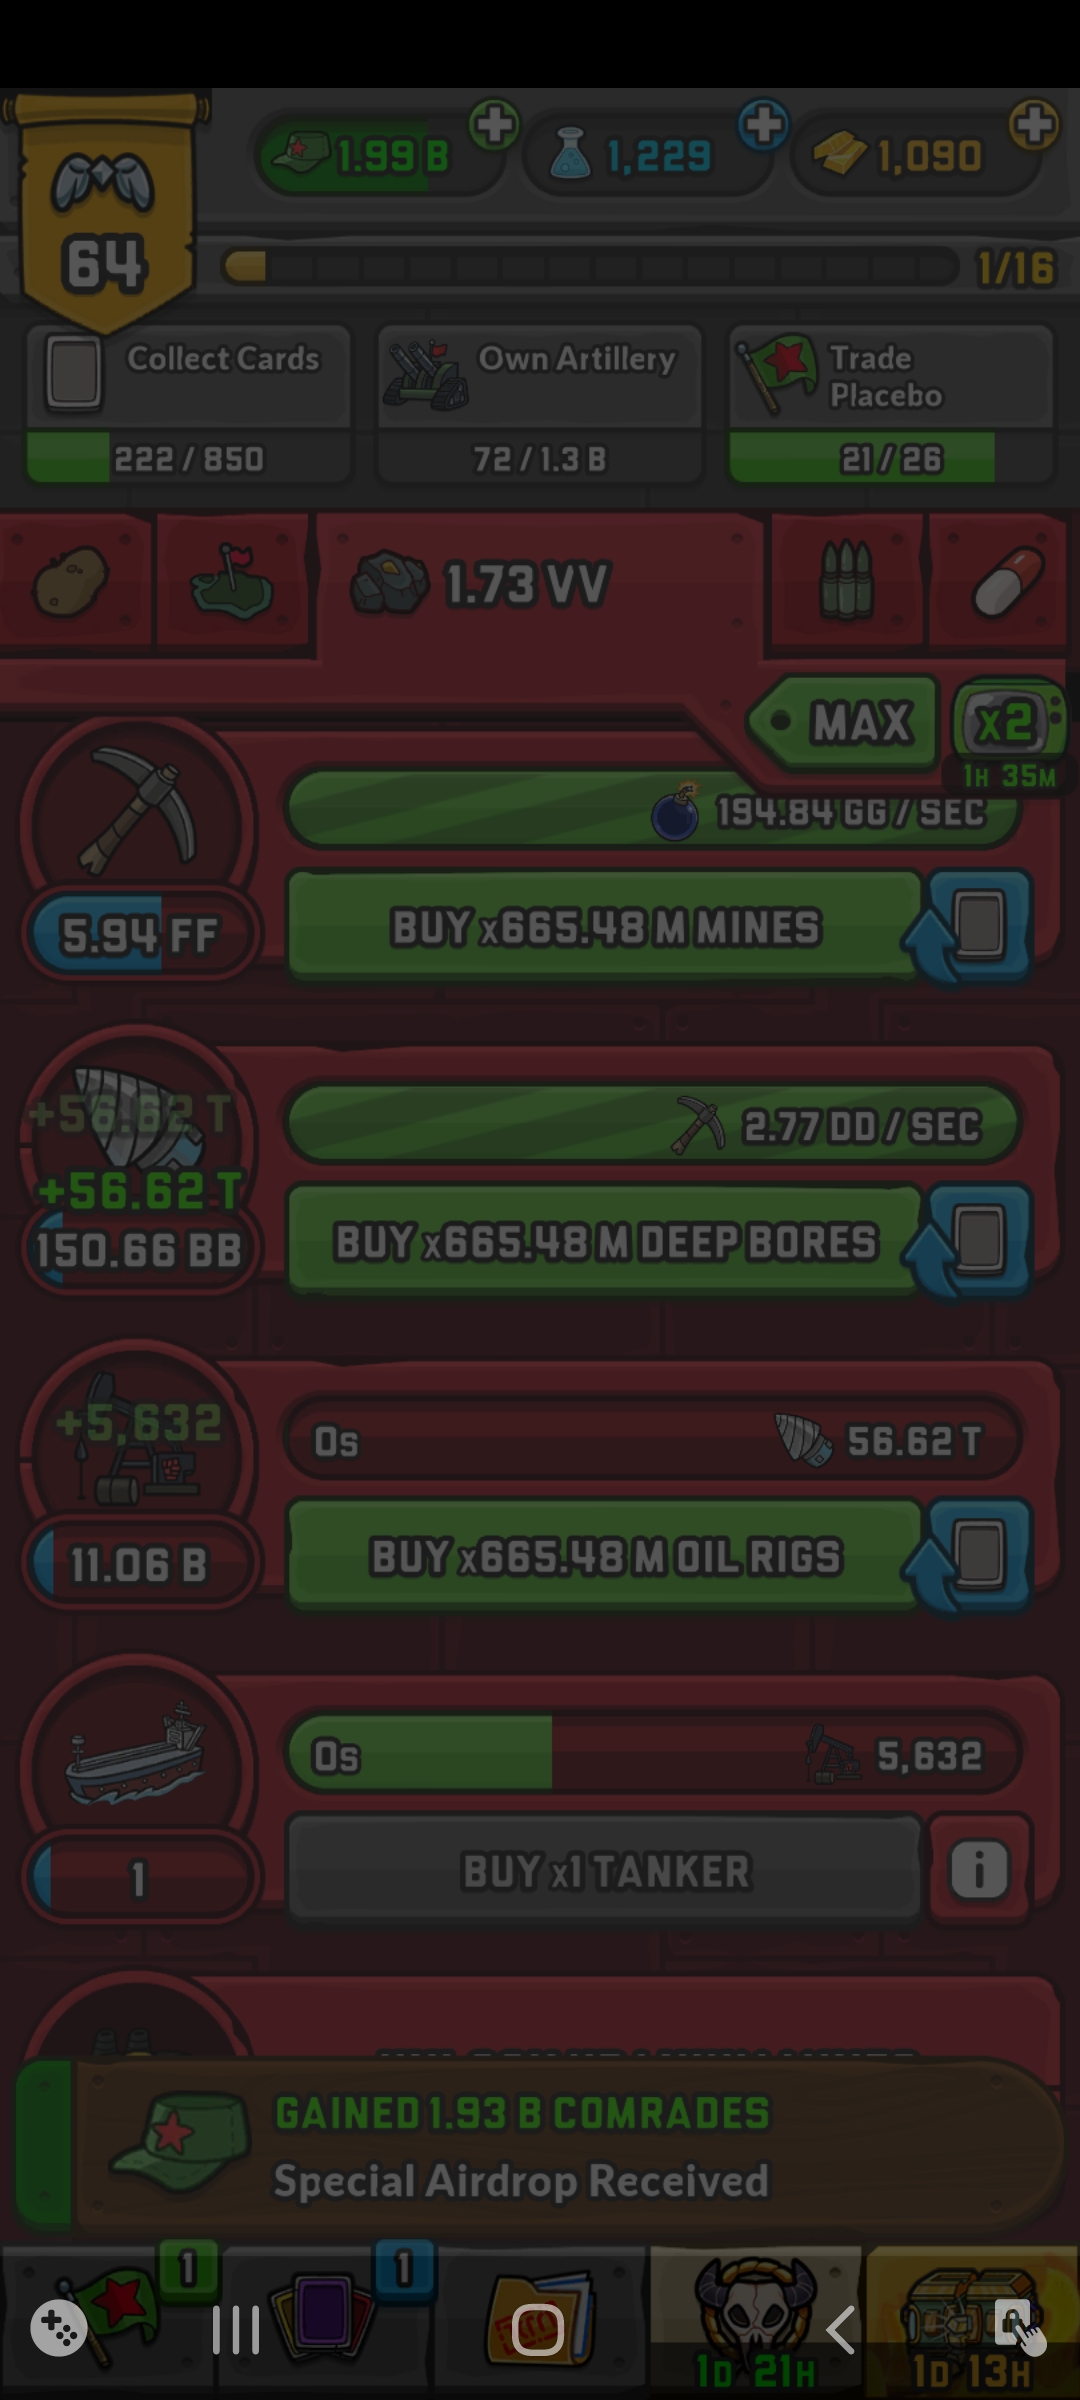 64
1.99 B
1,229
1,090
1/16
Collect Cards
222 / 850
Own Artillery
72 / 1.3 B
Trade
Placebo
21 / 26
1.73 VV
MAX
x2
1H 35M
194.84 GG / SEC
5.94 FF
BUY x665.48 M MINES
+56.62 T
2.77 DD / SEC
+56.62 T
150.66 BB
BUY x665.48 M DEEP BORES
+5,632
0s
56.62 T
11.06 B
BUY x665.48 M OIL RIGS
0s
5,632
1
BUY x1 TANKER
i
GAINED 1.93 B COMRADES
Special Airdrop Received
1
1
1D 21H
1D 13H